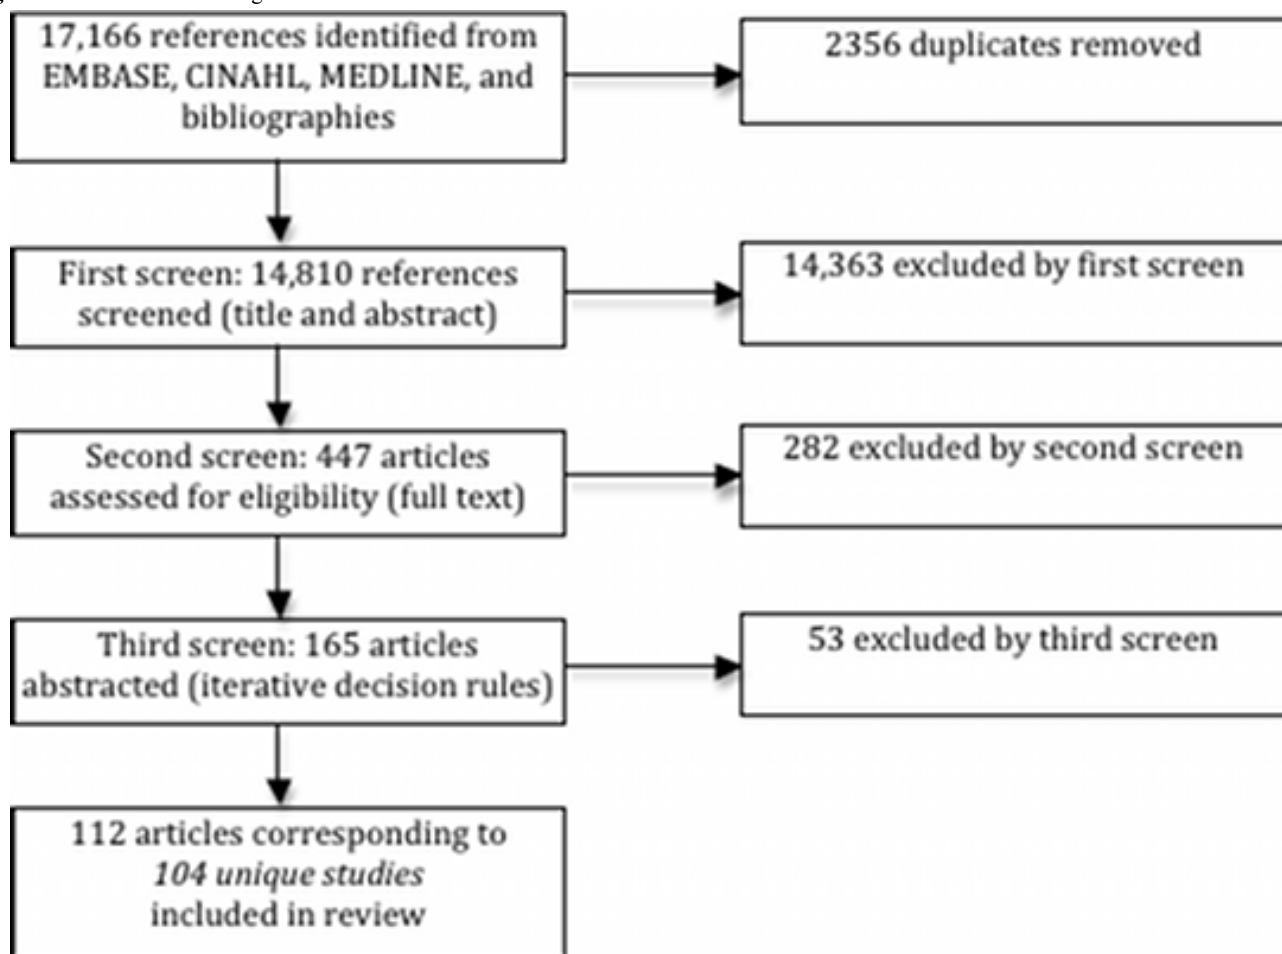 17,166 references identified from
EMBASE, CINAHL, MEDLINE, and
bibliographies
2356 duplicates removed
First screen: 14,810 references
screened (title and abstract)
14,363 excluded by first screen
Second screen: 447 articles
assessed for eligibility (full text)
282 excluded by second screen
Third screen: 165 articles
abstracted (iterative decision rules)
53 excluded by third screen
112 articles corresponding to
104 unique studies
included in review